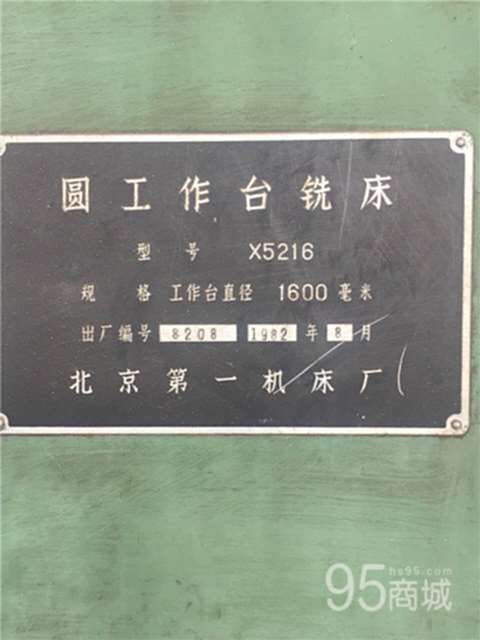 圆工作台铣床
型号 X5216
规格 工作台直径 1600 毫米
出厂编号 8208 1982 年 8 月
北京第一机床厂
hs95.com
95商城